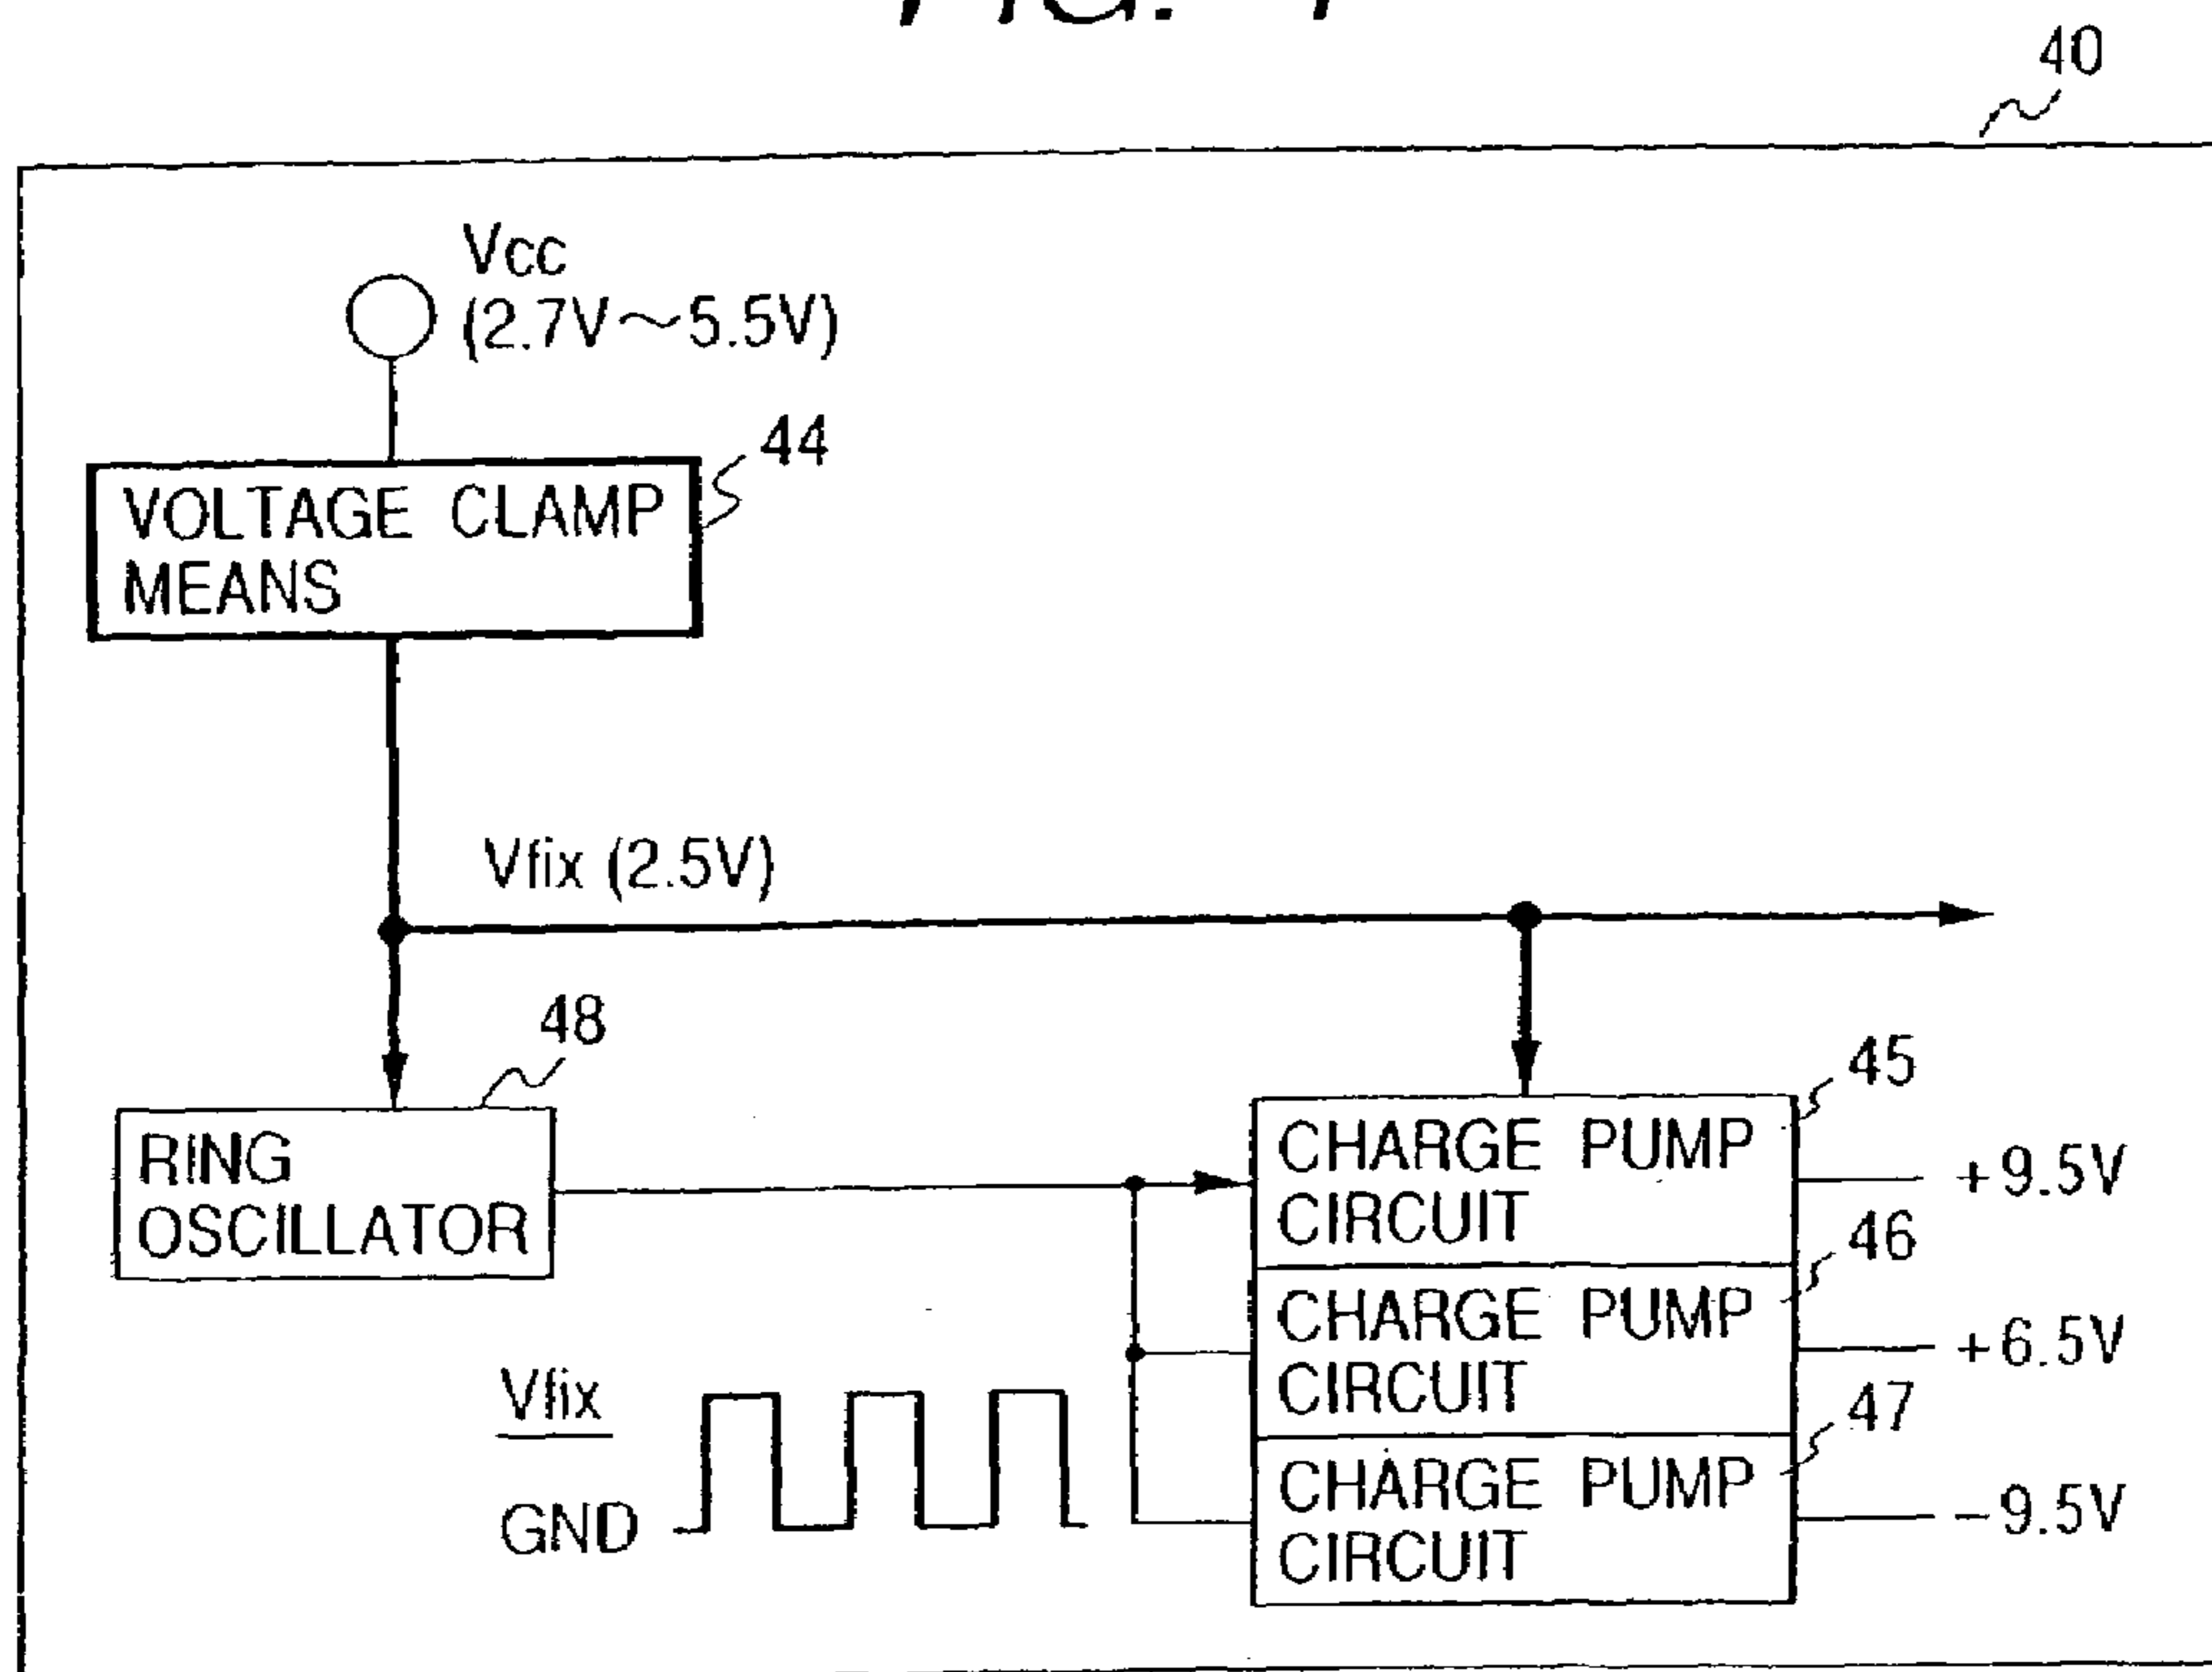 40
Vcc
(2.7V～5.5V)
44
VOLTAGE CLAMP
MEANS
Vfix (2.5V)
48
RING
OSCILLATOR
45
CHARGE PUMP
CIRCUIT
+9.5V
46
CHARGE PUMP
CIRCUIT
+6.5V
47
CHARGE PUMP
CIRCUIT
-9.5V
Vfix
GND